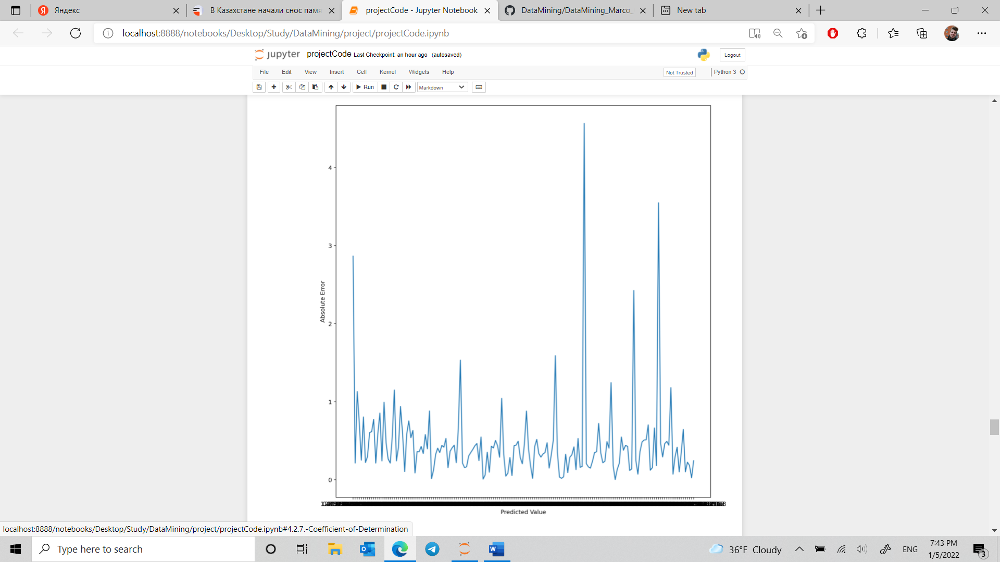 Яндекс
В Казахстане начали снос памя
projectCode - Jupyter Notebook
DataMining/DataMining_Marco_
New tab
localhost:8888/notebooks/Desktop/Study/DataMining/project/projectCode.ipynb
jupyter projectCode Last Checkpoint: an hour ago (autosaved)
Logout
File Edit View Insert Cell Kernel Widgets Help
Not Trusted
Python 3
Run
Markdown
4
3
2
1
0
Absolute Error
Predicted Value
localhost:8888/notebooks/Desktop/Study/DataMining/project/projectCode.ipynb#4.2.7.-Coefficient-of-Determination
Type here to search
36°F Cloudy
ENG
7:43 PM
1/5/2022
3